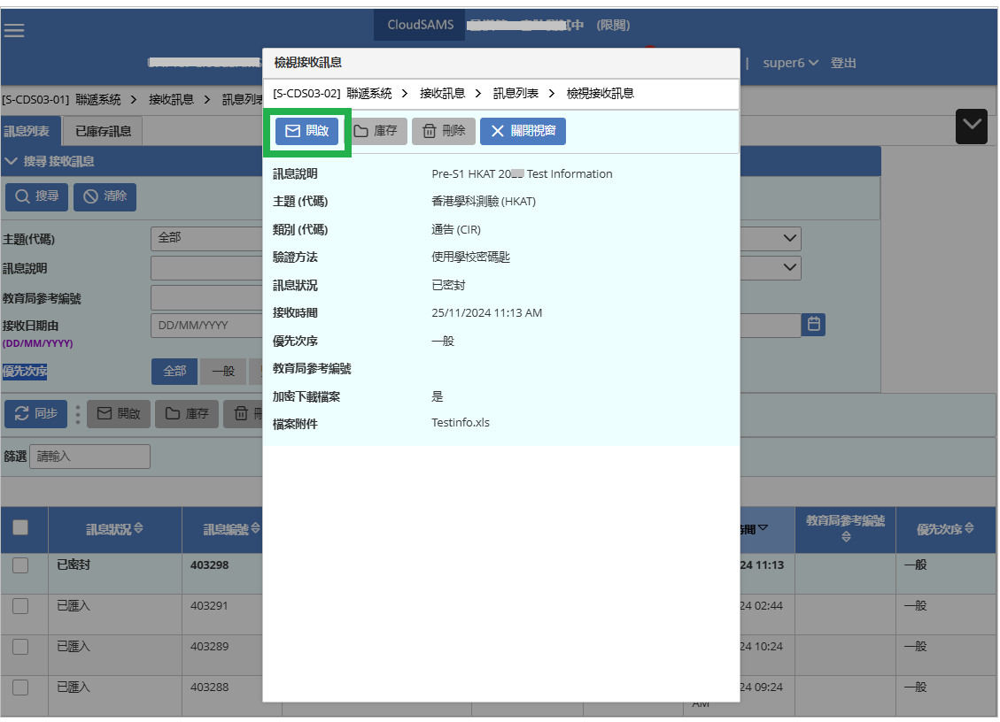 CloudSAMS
中 (限閱)
super6 登出
[S-CDS03-01] 聯遞系統 > 接收訊息 > 訊息列表
訊息列表 已庫存訊息
搜尋 接收訊息
搜尋 清除
主題(代碼) 全部
訊息說明
教育局參考編號
接收日期由 DD/MM/YYYY
(DD/MM/YYYY)
優先次序 全部 一般
同步 開啟 庫存
篩選 請輸入
訊息狀況 訊息編號 教育局參考編號 優先次序
已密封 403298 24 11:13 一般
已匯入 403291 24 02:44 一般
已匯入 403289 24 10:24 一般
已匯入 403288 24 09:24 一般
AM
檢視接收訊息
[S-CDS03-02] 聯遞系統 > 接收訊息 > 訊息列表 > 檢視接收訊息
開啟 庫存 刪除 關閉視窗
訊息說明 Pre-S1 HKAT 20 Test Information
主題 (代碼) 香港學科測驗 (HKAT)
類別 (代碼) 通告 (CIR)
驗證方法 使用學校密碼匙
訊息狀況 已密封
接收時間 25/11/2024 11:13 AM
優先次序 一般
教育局參考編號
加密下載檔案 是
檔案附件 Testinfo.xls